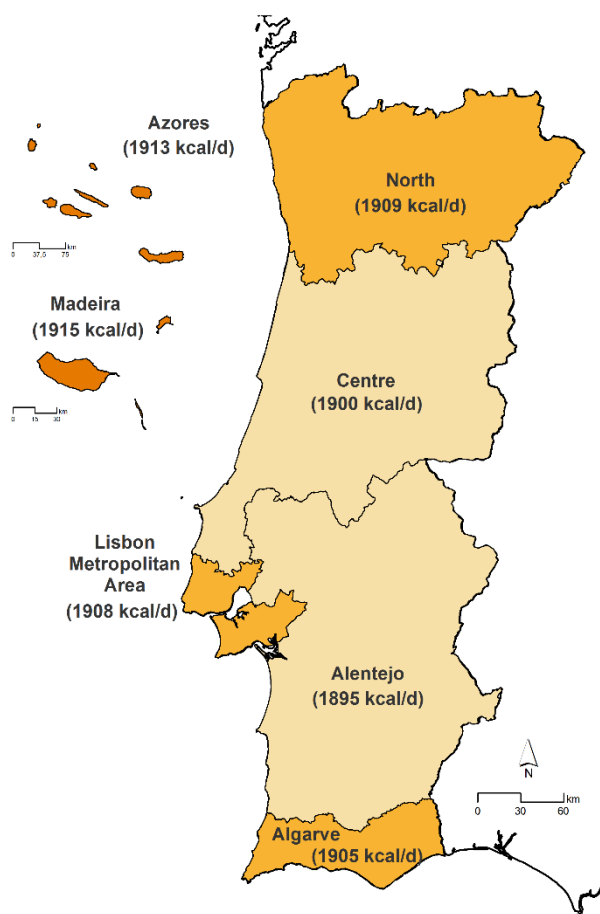 Azores
(1913 kcal/d)
North
(1909 kcal/d)
0 37,5 75 km
Madeira
(1915 kcal/d)
Centre
(1900 kcal/d)
0 15 30 km
Lisbon
Metropolitan
Area
(1908 kcal/d)
Alentejo
(1895 kcal/d)
N
0 30 60 km
Algarve
(1905 kcal/d)